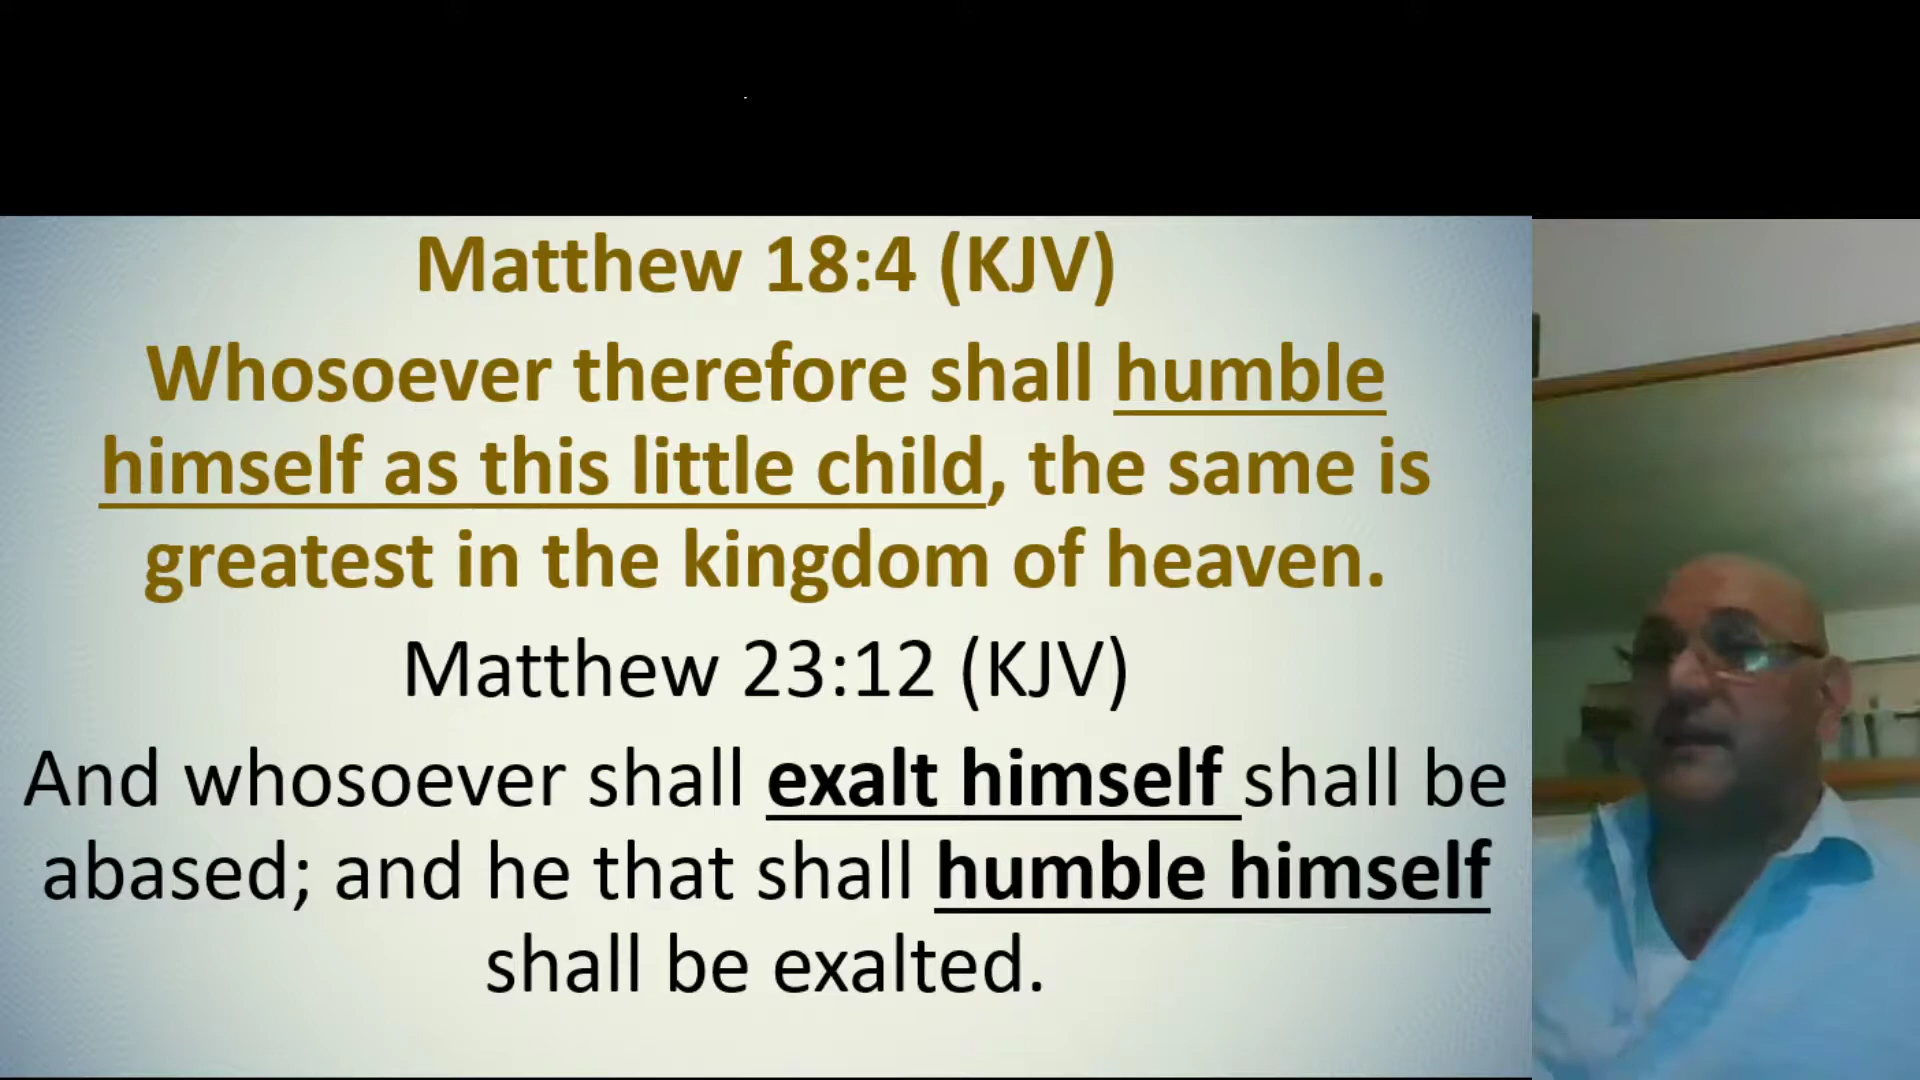 Matthew 18:4 (KJV)
Whosoever therefore shall humble
himself as this little child, the same is
greatest in the kingdom of heaven.
Matthew 23:12 (KJV)
And whosoever shall exalt himself shall be
abased; and he that shall humble himself
shall be exalted.